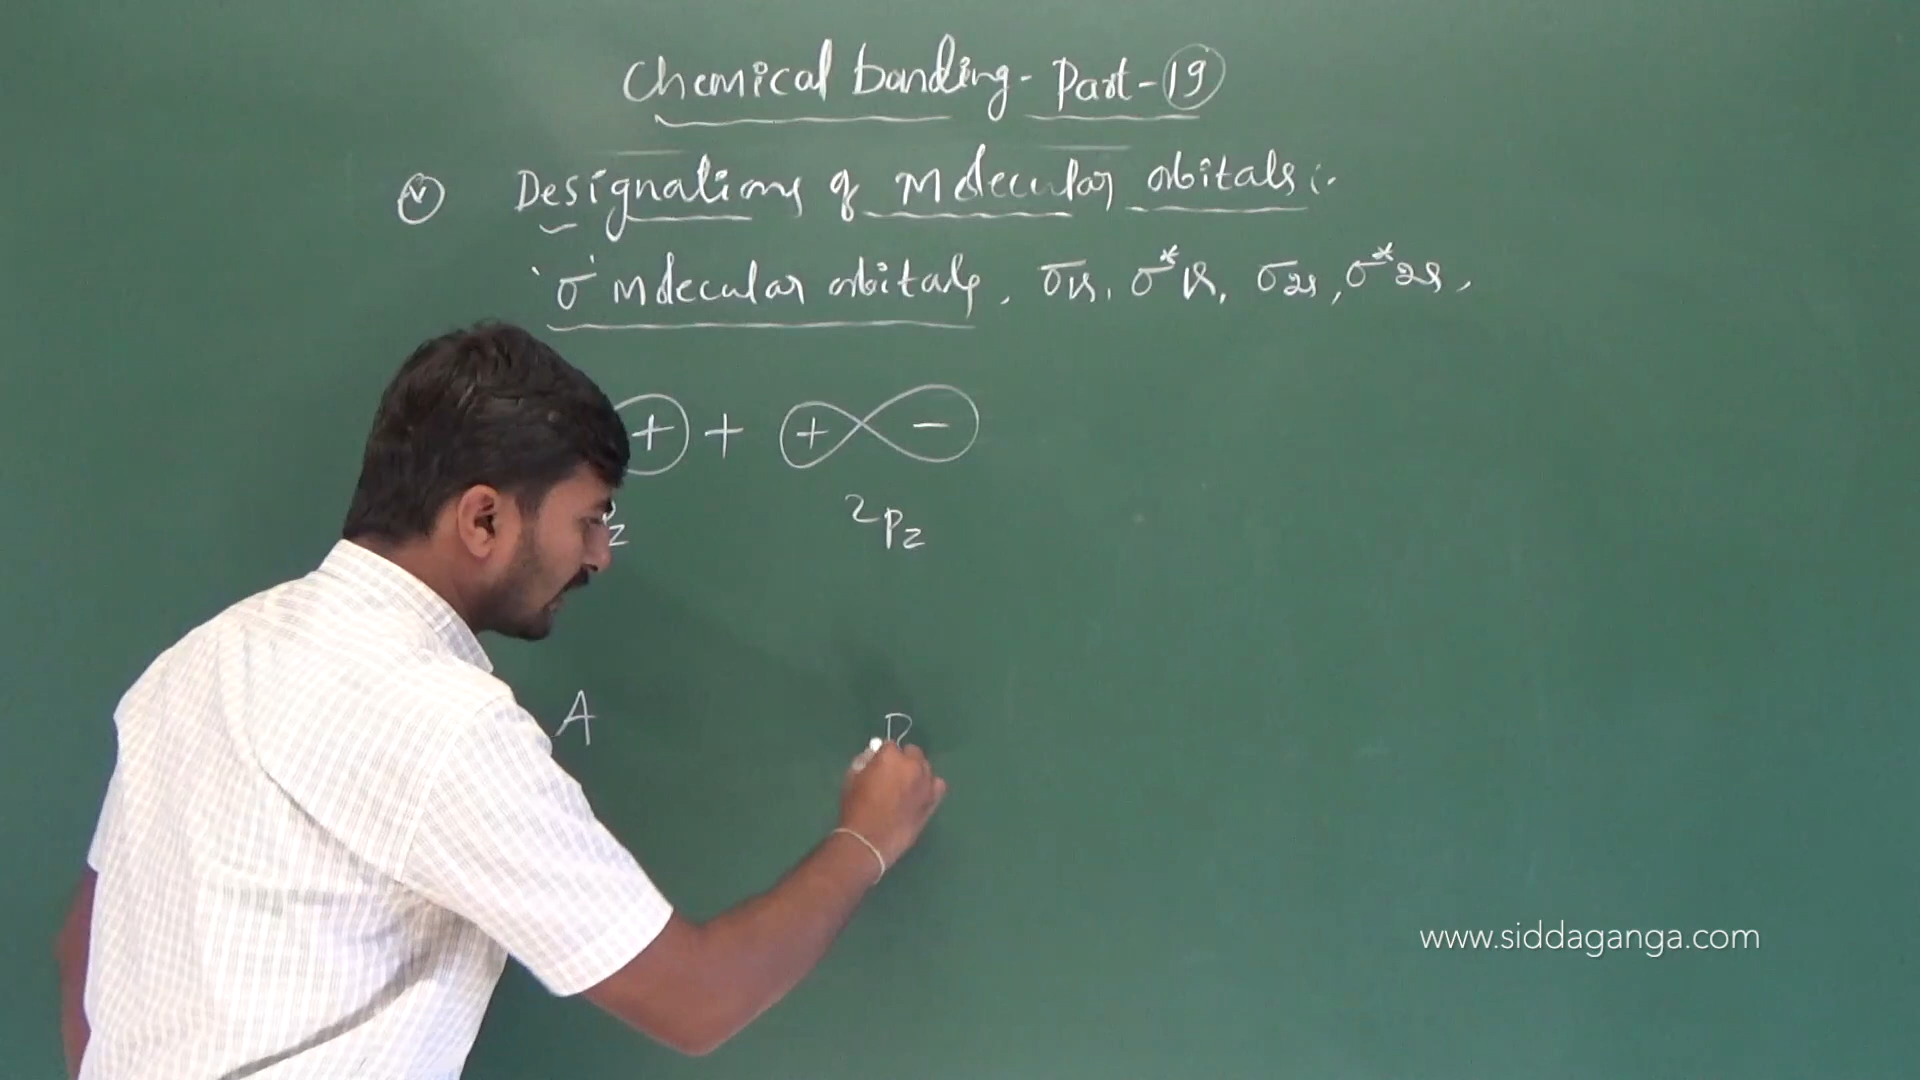 Chemical bonding - Part - 19
v Designations of Molecular orbitals :-
'σ' molecular orbitals, σ1s, σ*1s, σ2s, σ*2s,
+ + + -
2pz
A B
www.siddaganga.com